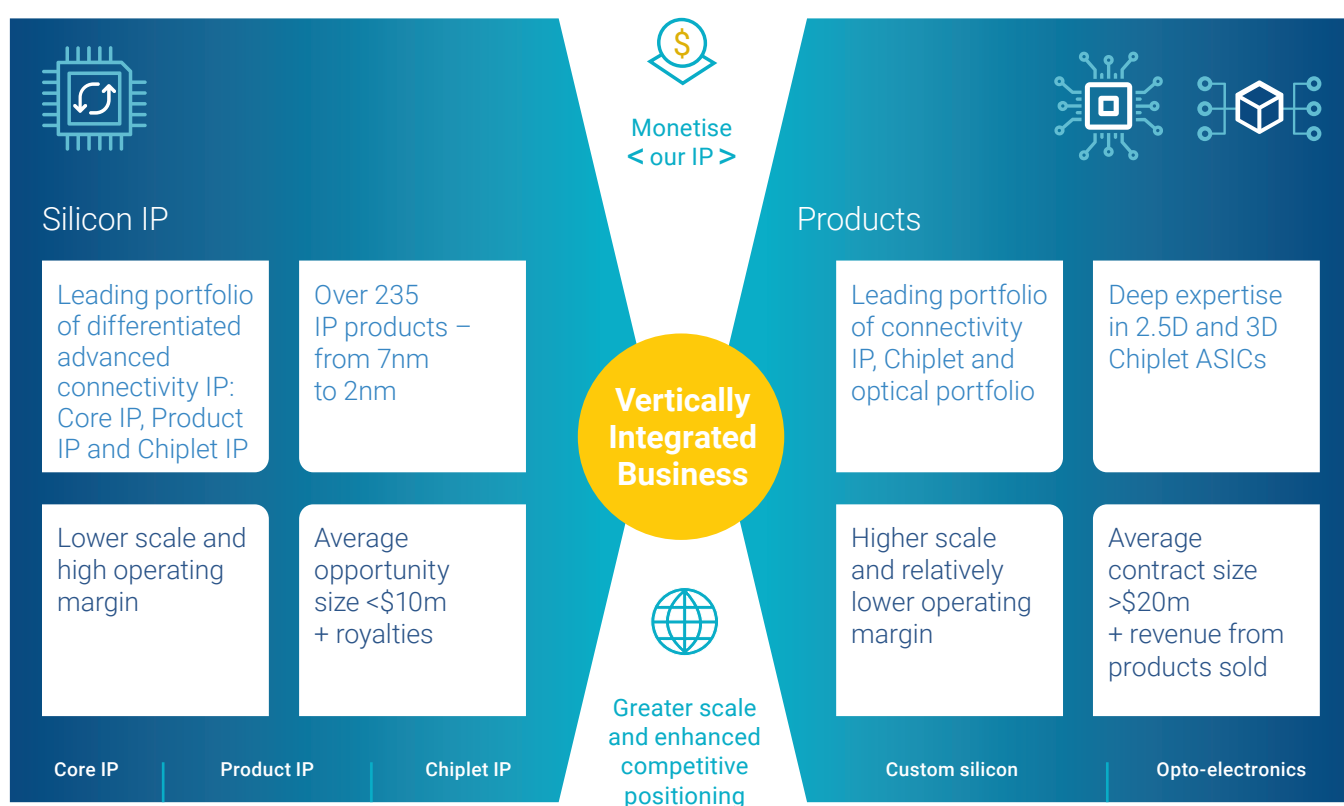 $
Monetise
< our IP >
Silicon IP
Leading portfolio
of differentiated
advanced
connectivity IP:
Core IP, Product
IP and Chiplet IP
Over 235
IP products –
from 7nm
to 2nm
Lower scale and
high operating
margin
Average
opportunity
size <$10m
+ royalties
Core IP
Product IP
Chiplet IP
Vertically
Integrated
Business
Greater scale
and enhanced
competitive
positioning
Products
Leading portfolio
of connectivity
IP, Chiplet and
optical portfolio
Deep expertise
in 2.5D and 3D
Chiplet ASICs
Higher scale
and relatively
lower operating
margin
Average
contract size
>$20m
+ revenue from
products sold
Custom silicon
Opto-electronics